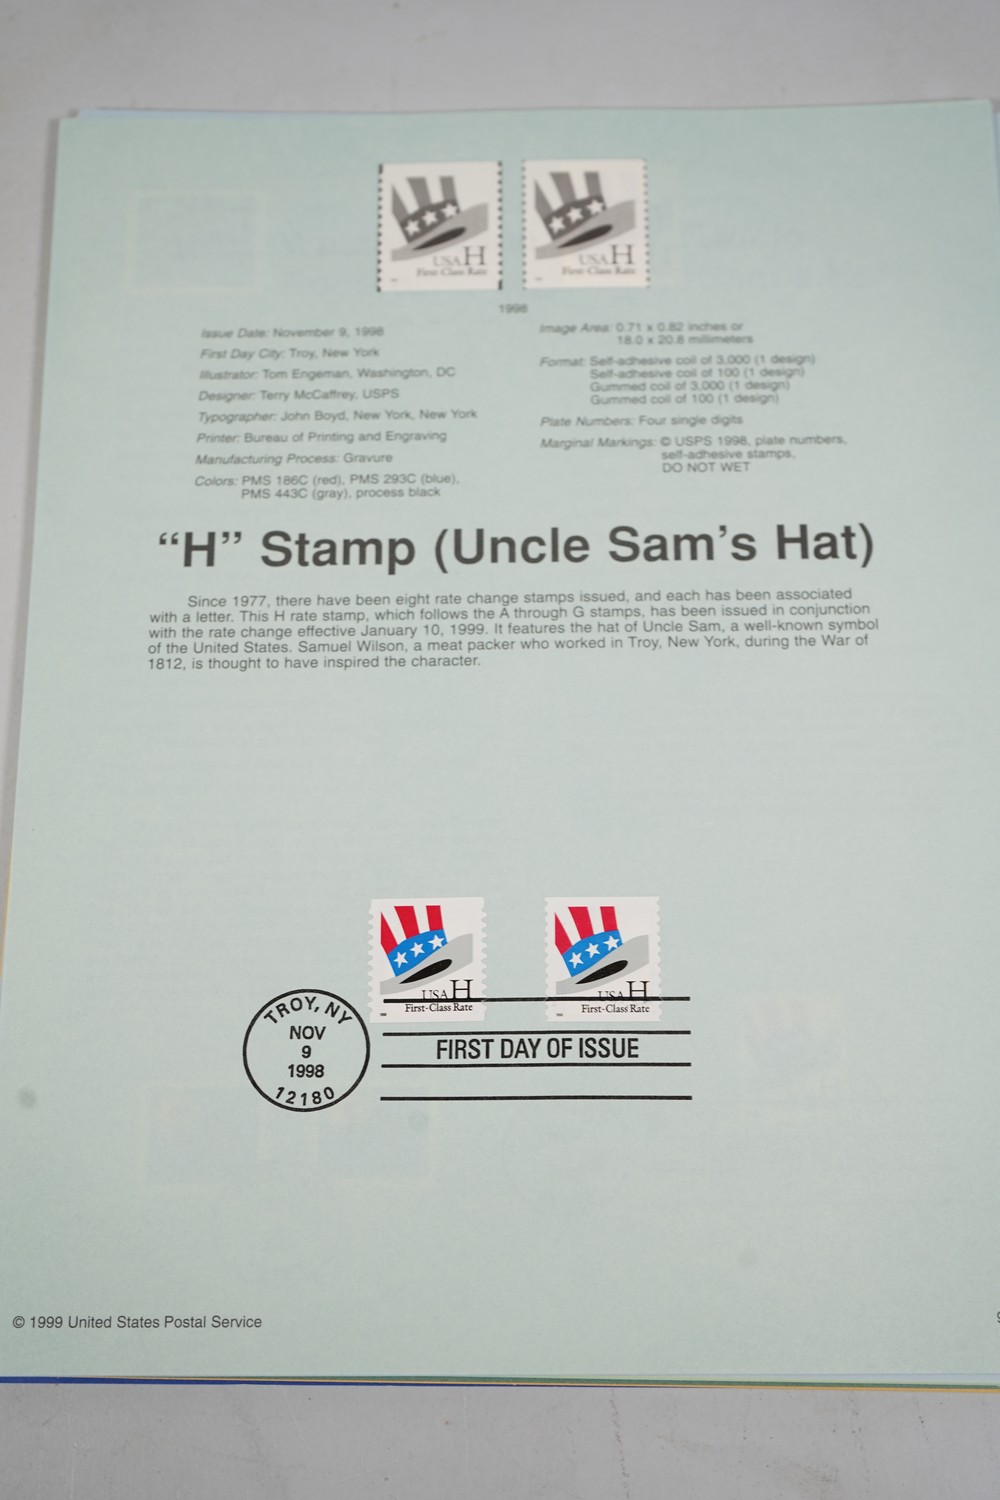 USA H
First-Class Rate
USA H
First-Class Rate
1998
Issue Date: November 9, 1998
First Day City: Troy, New York
Illustrator: Tom Engeman, Washington, DC
Designer: Terry McCaffrey, USPS
Typographer: John Boyd, New York, New York
Printer: Bureau of Printing and Engraving
Manufacturing Process: Gravure
Colors: PMS 186C (red), PMS 293C (blue),
PMS 443C (gray), process black
Image Area: 0.71 x 0.82 inches or
18.0 x 20.8 millimeters
Format: Self-adhesive coil of 3,000 (1 design)
Self-adhesive coil of 100 (1 design)
Gummed coil of 3,000 (1 design)
Gummed coil of 100 (1 design)
Plate Numbers: Four single digits
Marginal Markings: © USPS 1998, plate numbers,
self-adhesive stamps,
DO NOT WET
“H” Stamp (Uncle Sam’s Hat)
Since 1977, there have been eight rate change stamps issued, and each has been associated
with a letter. This H rate stamp, which follows the A through G stamps, has been issued in conjunction
with the rate change effective January 10, 1999. It features the hat of Uncle Sam, a well-known symbol
of the United States. Samuel Wilson, a meat packer who worked in Troy, New York, during the War of
1812, is thought to have inspired the character.
USA H
First-Class Rate
USA H
First-Class Rate
TROY, NY
NOV
9
1998
12180
FIRST DAY OF ISSUE
© 1999 United States Postal Service